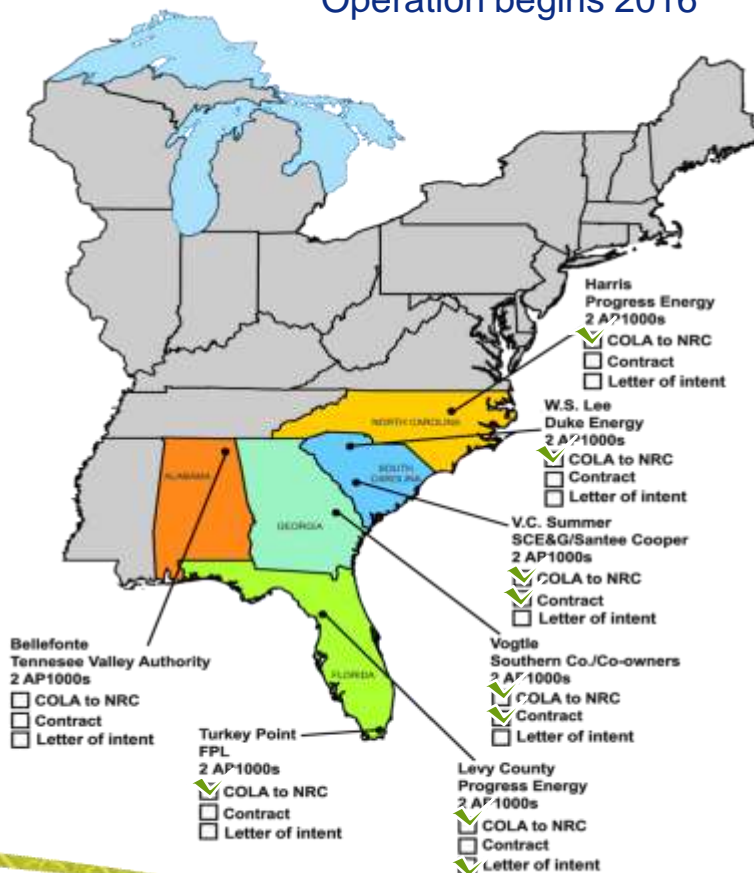 Operation begins 2016
Harris
Progress Energy
2 AP1000s
COLA to NRC
Contract
Letter of intent
NORTH CAROLINA
W.S. Lee
Duke Energy
2 AP1000s
COLA to NRC
Contract
Letter of intent
ALABAMA
SOUTH
CAROLINA
GEORGIA
V.C. Summer
SCE&G/Santee Cooper
2 AP1000s
COLA to NRC
Contract
Letter of intent
Bellefonte
Tennesee Valley Authority
2 AP1000s
COLA to NRC
Contract
Letter of intent
Vogtle
Southern Co./Co-owners
2 AP1000s
COLA to NRC
Contract
Letter of intent
FLORIDA
Turkey Point
FPL
2 AP1000s
COLA to NRC
Contract
Letter of intent
Levy County
Progress Energy
2 AP1000s
COLA to NRC
Contract
Letter of intent